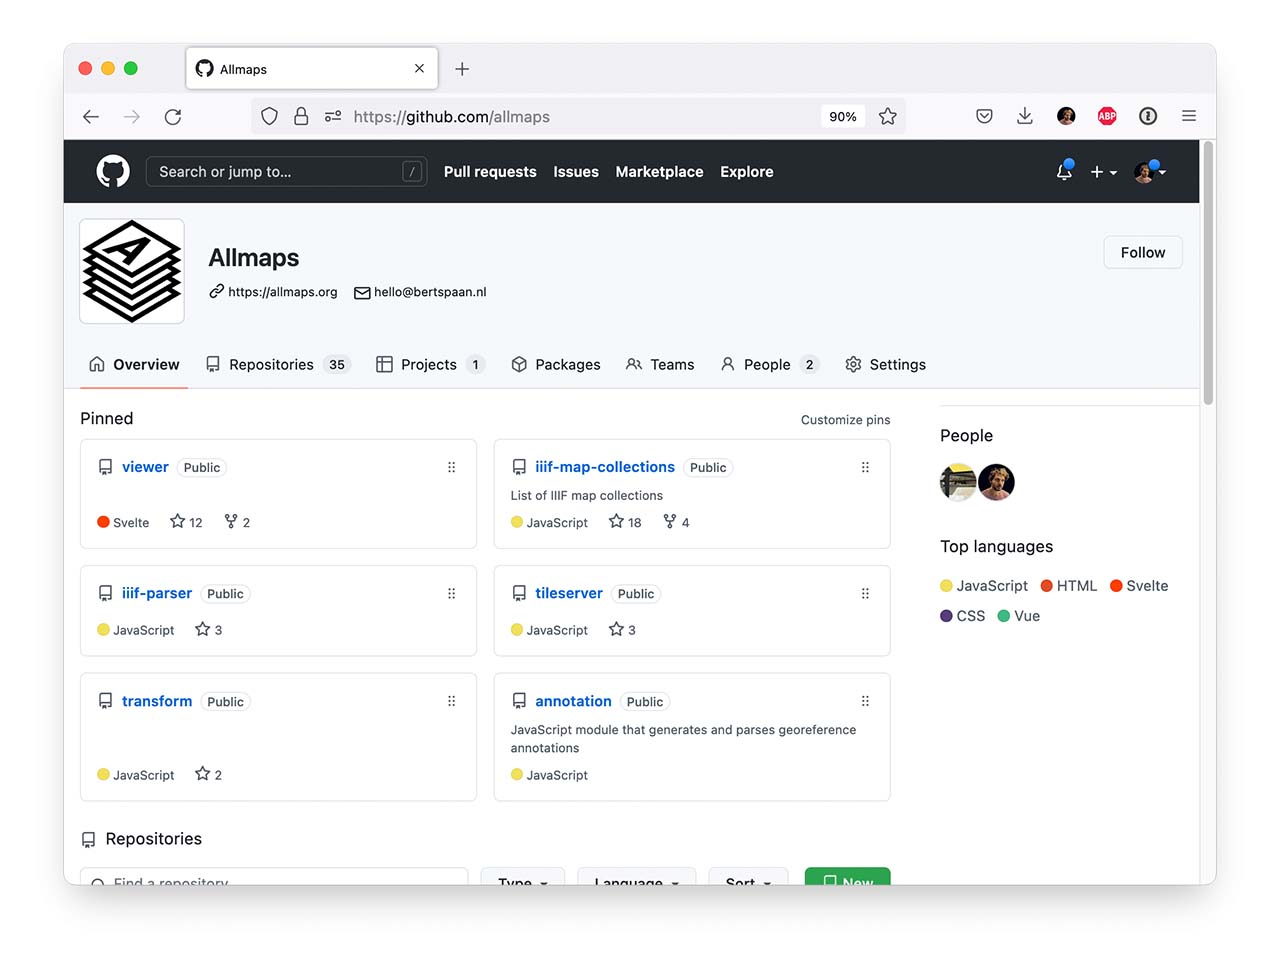 Allmaps
https://github.com/allmaps 90% ABP
Search or jump to... / Pull requests Issues Marketplace Explore
A
Allmaps
Follow
https://allmaps.org hello@bertspaan.nl
Overview Repositories 35 Projects 1 Packages Teams People 2 Settings
Pinned Customize pins
viewer Public
Svelte 12 2
iiif-map-collections Public
List of IIIF map collections
JavaScript 18 4
iiif-parser Public
JavaScript 3
tileserver Public
JavaScript 3
transform Public
JavaScript 2
annotation Public
JavaScript module that generates and parses georeference
annotations
JavaScript
People
Top languages
JavaScript HTML Svelte
CSS Vue
Repositories
Find a repository... Type Language Sort New